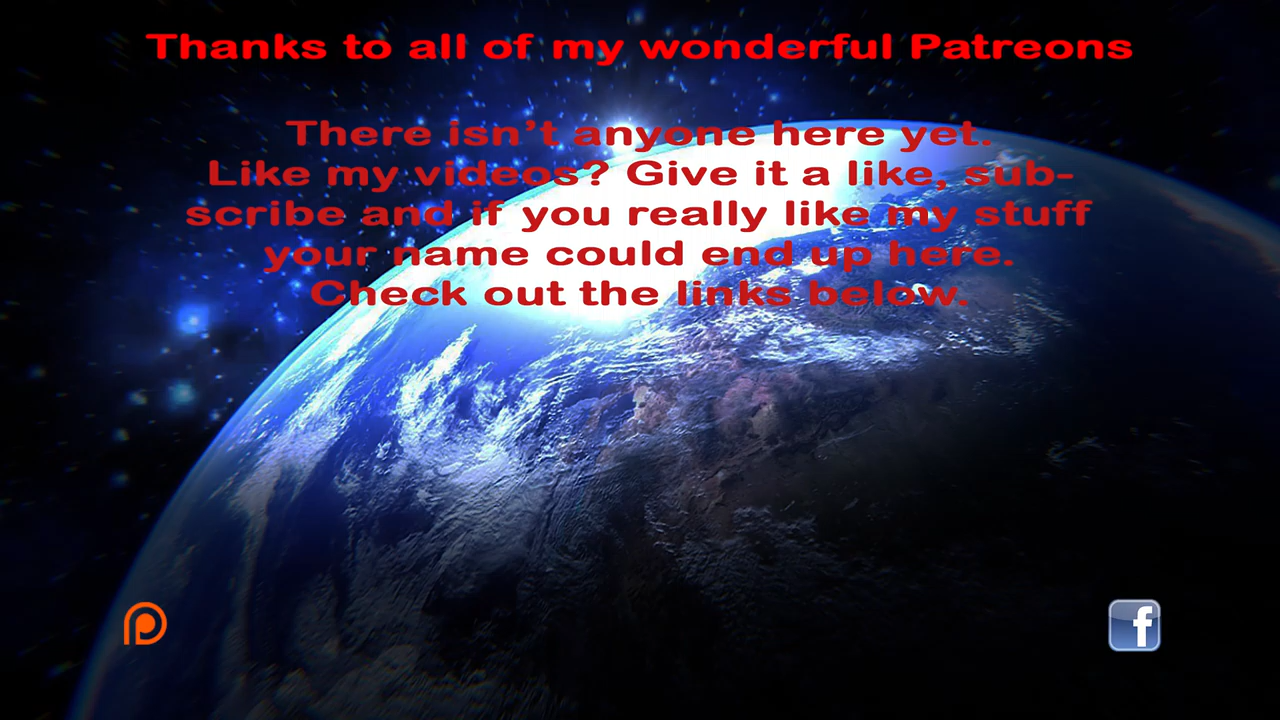 Thanks to all of my wonderful Patreons
There isn’t anyone here yet.
Like my videos? Give it a like, sub-
scribe and if you really like my stuff
your name could end up here.
Check out the links below.
f